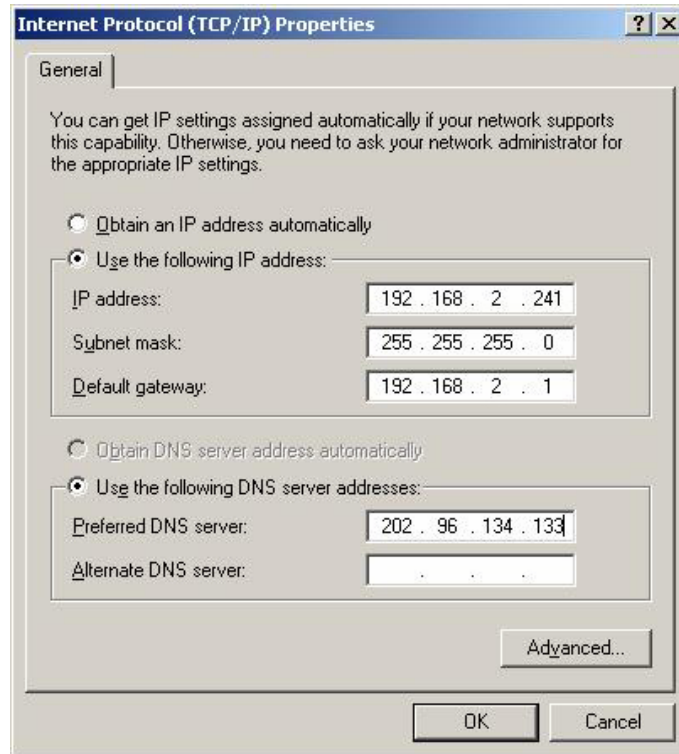 Internet Protocol (TCP/IP) Properties
General
You can get IP settings assigned automatically if your network supports
this capability. Otherwise, you need to ask your network administrator for
the appropriate IP settings.
Obtain an IP address automatically
Use the following IP address:
IP address: 192 . 168 . 2 . 241
Subnet mask: 255 . 255 . 255 . 0
Default gateway: 192 . 168 . 2 . 1
Obtain DNS server address automatically
Use the following DNS server addresses:
Preferred DNS server: 202 . 96 . 134 . 133
Alternate DNS server: . . .
Advanced...
OK Cancel